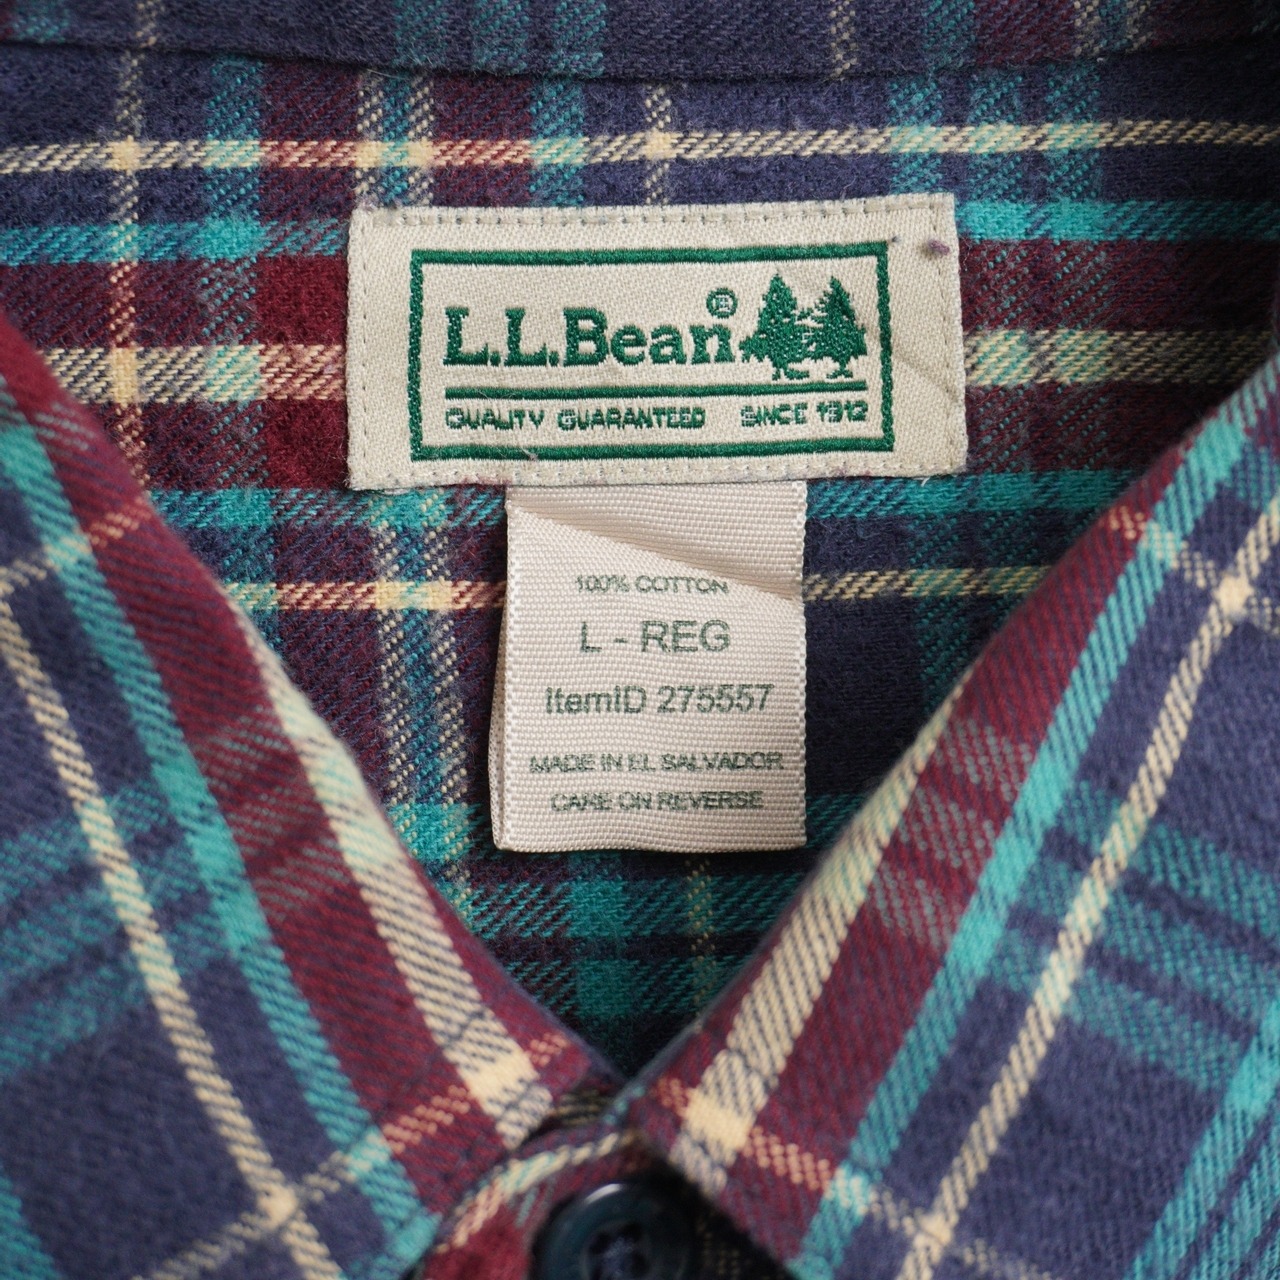 L.L.Bean®
QUALITY GUARANTEED SINCE 1912
100% COTTON
L - REG
ItemID 275557
MADE IN EL SALVADOR
CARE ON REVERSE